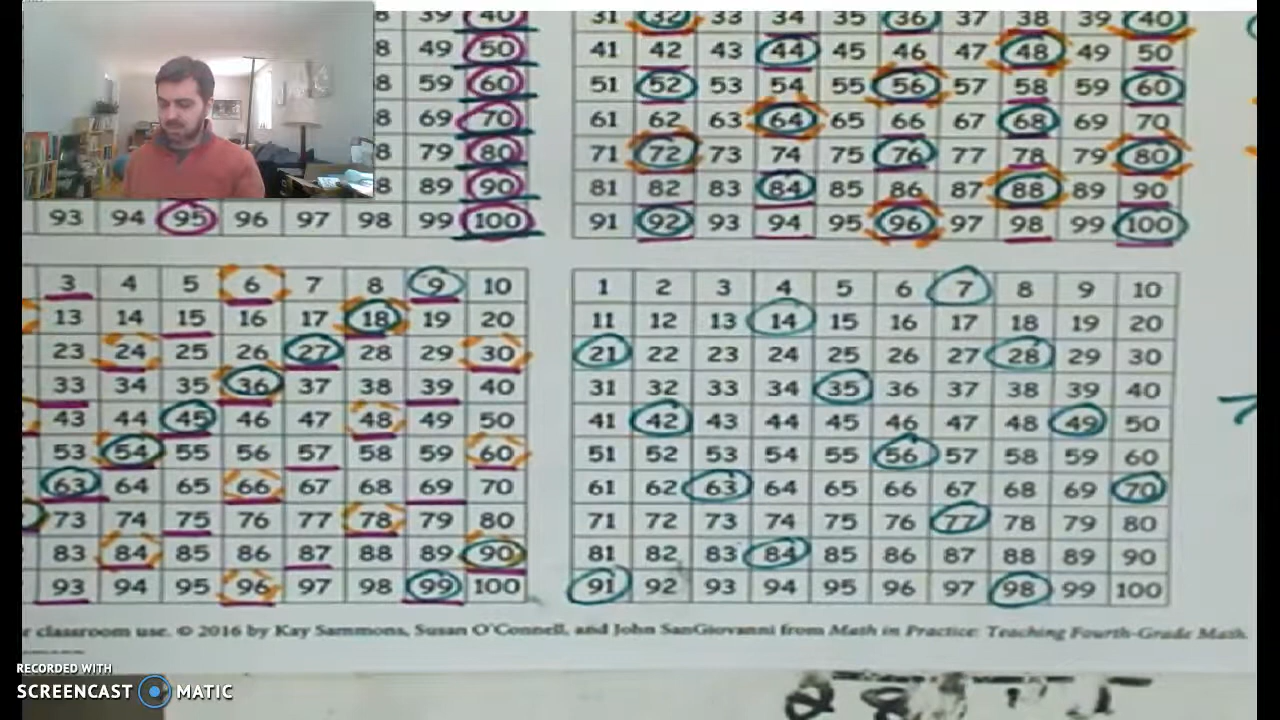 8 39 40
8 49 50
8 59 60
8 69 70
8 79 80
8 89 90
93 94 95 96 97 98 99 100
31 32 33 34 35 36 37 38 39 40
41 42 43 44 45 46 47 48 49 50
51 52 53 54 55 56 57 58 59 60
61 62 63 64 65 66 67 68 69 70
71 72 73 74 75 76 77 78 79 80
81 82 83 84 85 86 87 88 89 90
91 92 93 94 95 96 97 98 99 100
3 4 5 6 7 8 9 10
13 14 15 16 17 18 19 20
23 24 25 26 27 28 29 30
33 34 35 36 37 38 39 40
43 44 45 46 47 48 49 50
53 54 55 56 57 58 59 60
63 64 65 66 67 68 69 70
73 74 75 76 77 78 79 80
83 84 85 86 87 88 89 90
93 94 95 96 97 98 99 100
1 2 3 4 5 6 7 8 9 10
11 12 13 14 15 16 17 18 19 20
21 22 23 24 25 26 27 28 29 30
31 32 33 34 35 36 37 38 39 40
41 42 43 44 45 46 47 48 49 50
51 52 53 54 55 56 57 58 59 60
61 62 63 64 65 66 67 68 69 70
71 72 73 74 75 76 77 78 79 80
81 82 83 84 85 86 87 88 89 90
91 92 93 94 95 96 97 98 99 100
r classroom use. © 2016 by Kay Sammons, Susan O'Connell, and John SanGiovanni from Math in Practice: Teaching Fourth-Grade Math.
RECORDED WITH
SCREENCAST MATIC